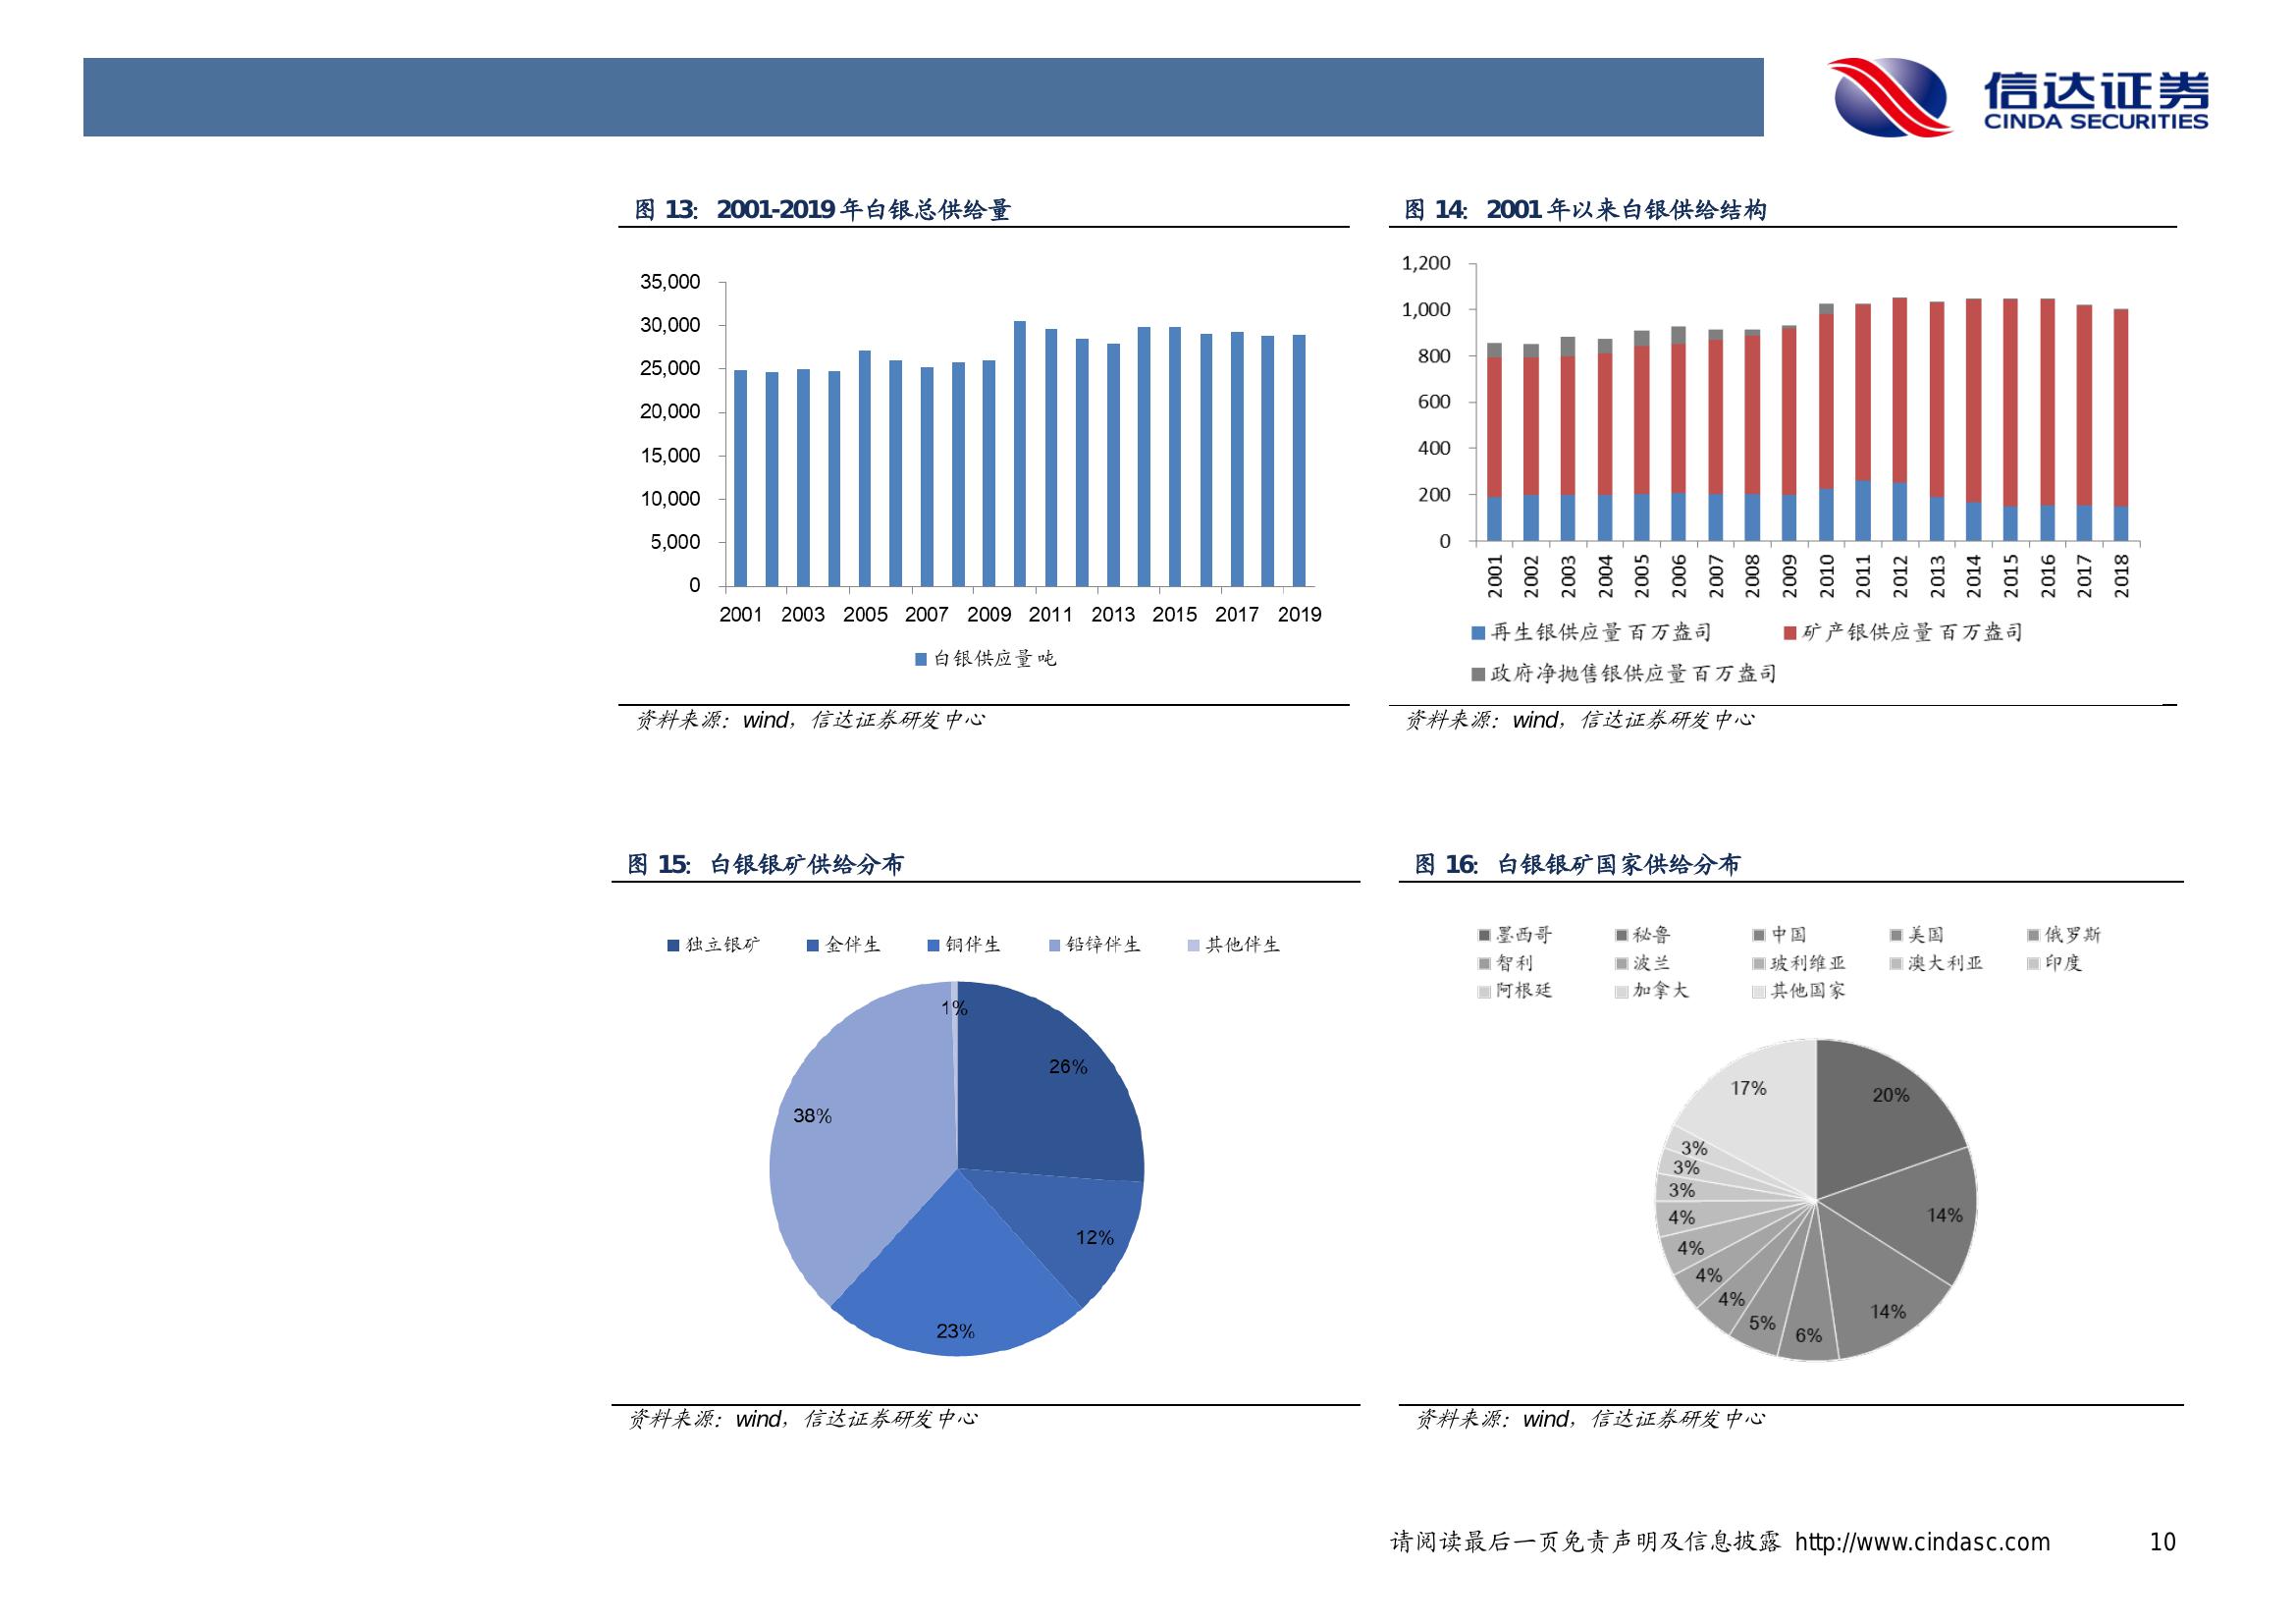 信达证券
CINDA SECURITIES
图 13: 2001-2019 年白银总供给量
35,000
30,000
25,000
20,000
15,000
10,000
5,000
0
2001 2003 2005 2007 2009 2011 2013 2015 2017 2019
白银供应量 吨
资料来源：wind，信达证券研发中心
图 14: 2001 年以来白银供给结构
1,200
1,000
800
600
400
200
0
2001 2002 2003 2004 2005 2006 2007 2008 2009 2010 2011 2012 2013 2014 2015 2016 2017 2018
再生银供应量 百万盎司 矿产银供应量 百万盎司
政府净抛售银供应量 百万盎司
资料来源：wind，信达证券研发中心
图 15: 白银银矿供给分布
独立银矿 金伴生 铜伴生 铅锌伴生 其他伴生
1%
26%
38%
12%
23%
资料来源：wind，信达证券研发中心
图 16: 白银银矿国家供给分布
墨西哥 秘鲁 中国 美国 俄罗斯
智利 波兰 玻利维亚 澳大利亚 印度
阿根廷 加拿大 其他国家
17%
20%
3%
3%
3%
14%
4%
4%
4%
4%
14%
5%
6%
资料来源：wind，信达证券研发中心
请阅读最后一页免责声明及信息披露 http://www.cindasc.com 10